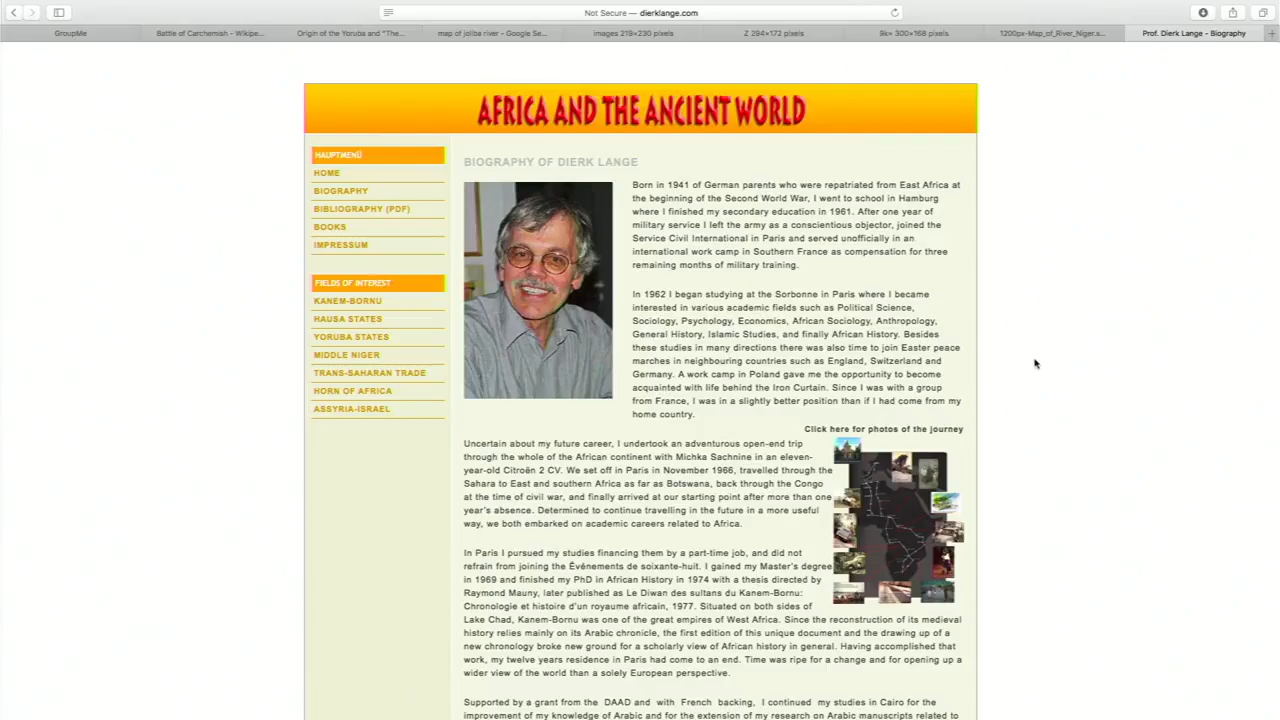 Not Secure — dierklange.com
GroupMe
Battle of Carchemish - Wikipe...
Origin of the Yoruba and "The...
map of joliba river - Google Se...
images 219×230 pixels
Z 294×172 pixels
9k= 300×168 pixels
1200px-Map_of_River_Niger.s...
Prof. Dierk Lange - Biography
AFRICA AND THE ANCIENT WORLD
HAUPTMENÜ
HOME
BIOGRAPHY
BIBLIOGRAPHY (PDF)
BOOKS
IMPRESSUM
FIELDS OF INTEREST
KANEM-BORNU
HAUSA STATES
YORUBA STATES
MIDDLE NIGER
TRANS-SAHARAN TRADE
HORN OF AFRICA
ASSYRIA-ISRAEL
BIOGRAPHY OF DIERK LANGE
Born in 1941 of German parents who were repatriated from East Africa at
the beginning of the Second World War, I went to school in Hamburg
where I finished my secondary education in 1961. After one year of
military service I left the army as a conscientious objector, joined the
Service Civil International in Paris and served unofficially in an
international work camp in Southern France as compensation for three
remaining months of military training.
In 1962 I began studying at the Sorbonne in Paris where I became
interested in various academic fields such as Political Science,
Sociology, Psychology, Economics, African Sociology, Anthropology,
General History, Islamic Studies, and finally African History. Besides
these studies in many directions there was also time to join Easter peace
marches in neighbouring countries such as England, Switzerland and
Germany. A work camp in Poland gave me the opportunity to become
acquainted with life behind the Iron Curtain. Since I was with a group
from France, I was in a slightly better position than if I had come from my
home country.
Click here for photos of the journey
Uncertain about my future career, I undertook an adventurous open-end trip
through the whole of the African continent with Michka Sachnine in an eleven-
year-old Citroën 2 CV. We set off in Paris in November 1966, travelled through the
Sahara to East and southern Africa as far as Botswana, back through the Congo
at the time of civil war, and finally arrived at our starting point after more than one
year's absence. Determined to continue travelling in the future in a more useful
way, we both embarked on academic careers related to Africa.
In Paris I pursued my studies financing them by a part-time job, and did not
refrain from joining the Événements de soixante-huit. I gained my Master's degree
in 1969 and finished my PhD in African History in 1974 with a thesis directed by
Raymond Mauny, later published as Le Diwan des sultans du Kanem-Bornu:
Chronologie et histoire d'un royaume africain, 1977. Situated on both sides of
Lake Chad, Kanem-Bornu was one of the great empires of West Africa. Since the reconstruction of its medieval
history relies mainly on its Arabic chronicle, the first edition of this unique document and the drawing up of a
new chronology broke new ground for a scholarly view of African history in general. Having accomplished that
work, my twelve years residence in Paris had come to an end. Time was ripe for a change and for opening up a
wider view of the world than a solely European perspective.
Supported by a grant from the DAAD and with French backing, I continued my studies in Cairo for the
improvement of my knowledge of Arabic and for the extension of my research on Arabic manuscripts related to